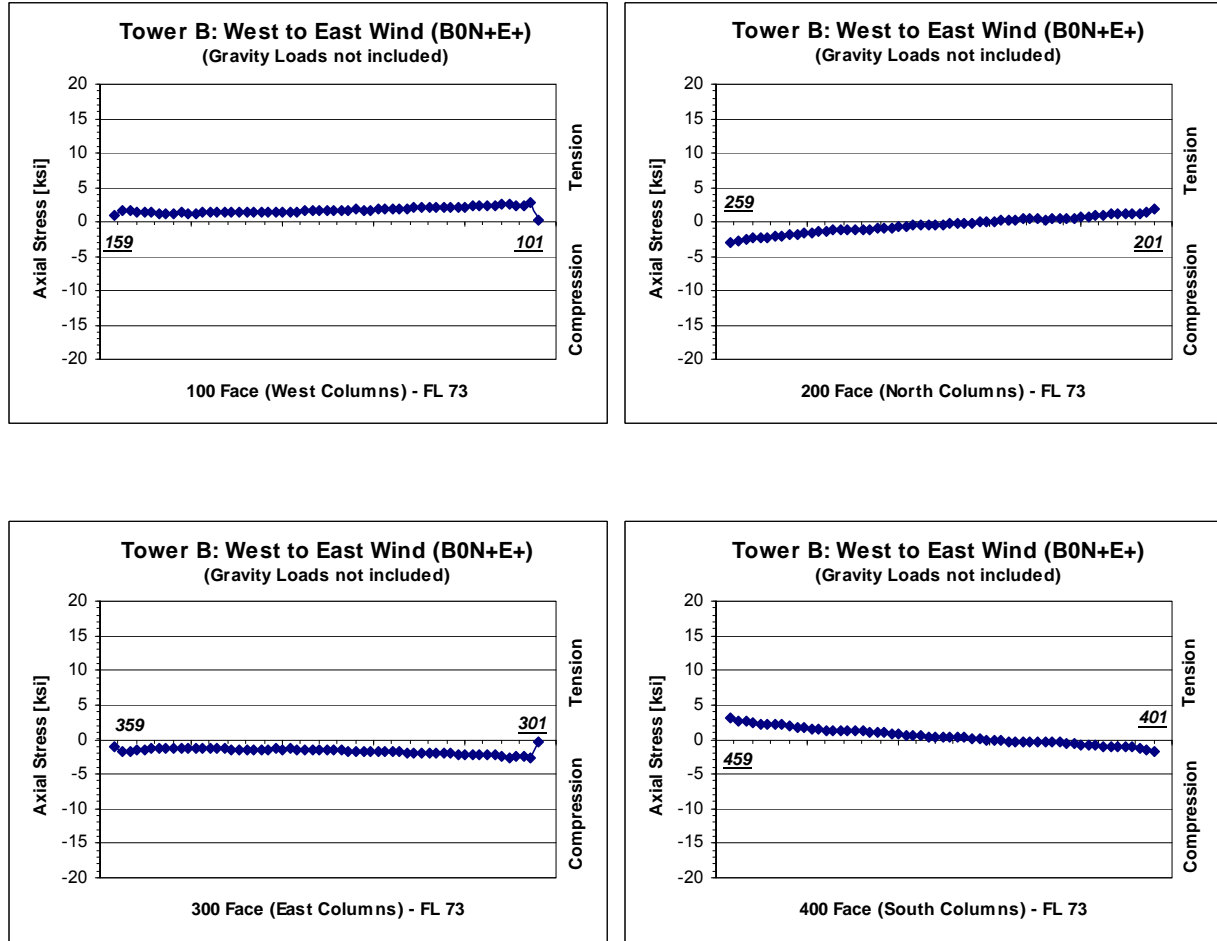 Tower B: West to East Wind (B0N+E+)
(Gravity Loads not included)
20
15
10
5
0
-5
-10
-15
-20
Axial Stress [ksi]
Tension
Compression
159
101
100 Face (West Columns) - FL 73
Tower B: West to East Wind (B0N+E+)
(Gravity Loads not included)
20
15
10
5
0
-5
-10
-15
-20
Axial Stress [ksi]
Tension
Compression
259
201
200 Face (North Columns) - FL 73
Tower B: West to East Wind (B0N+E+)
(Gravity Loads not included)
20
15
10
5
0
-5
-10
-15
-20
Axial Stress [ksi]
Tension
Compression
359
301
300 Face (East Columns) - FL 73
Tower B: West to East Wind (B0N+E+)
(Gravity Loads not included)
20
15
10
5
0
-5
-10
-15
-20
Axial Stress [ksi]
Tension
Compression
401
459
400 Face (South Columns) - FL 73